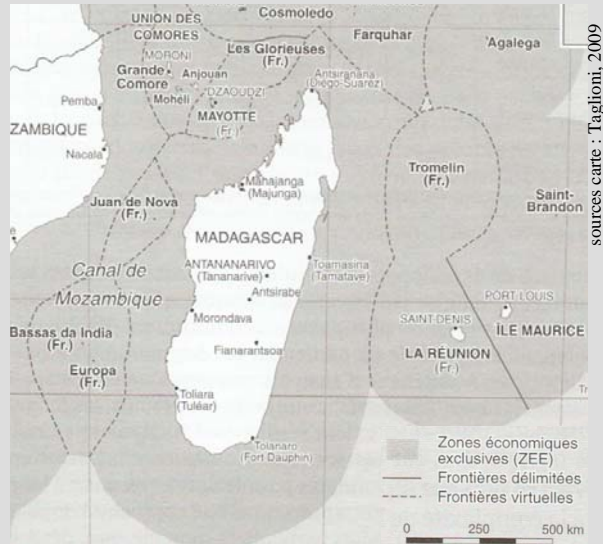 UNION DES
COMORES
Cosmoledo
MORONI
Grande
Comore
Anjouan
Mohéli
DZAOUDZI
MAYOTTE
(Fr.)
Les Glorieuses
(Fr.)
Farquhar
Agalega
Antsiranana
(Diégo-Suarez)
Pemba
ZAMBIQUE
Nacala
Tromelin
(Fr.)
Saint-
Brandon
Juan de Nova
(Fr.)
Mahajanga
(Majunga)
MADAGASCAR
ANTANANARIVO
(Tananarive)
Toamasina
(Tamatave)
Antsirabe
Canal de
Mozambique
Morondava
Fianarantsoa
Bassas da India
(Fr.)
Europa
(Fr.)
Toliara
(Tuléar)
Tolanaro
(Fort Dauphin)
PORT LOUIS
ÎLE MAURICE
SAINT-DENIS
LA RÉUNION
(Fr.)
Zones économiques
exclusives (ZEE)
Frontières délimitées
Frontières virtuelles
0 250 500 km
sources carte : Taglioni, 2009